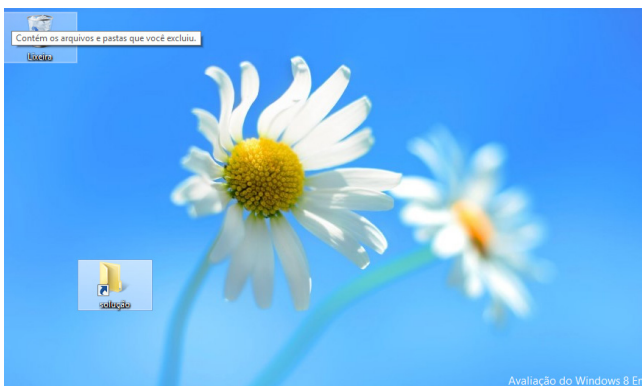 Contém os arquivos e pastas que você excluiu.
Lixeira
solução
Avaliação do Windows 8